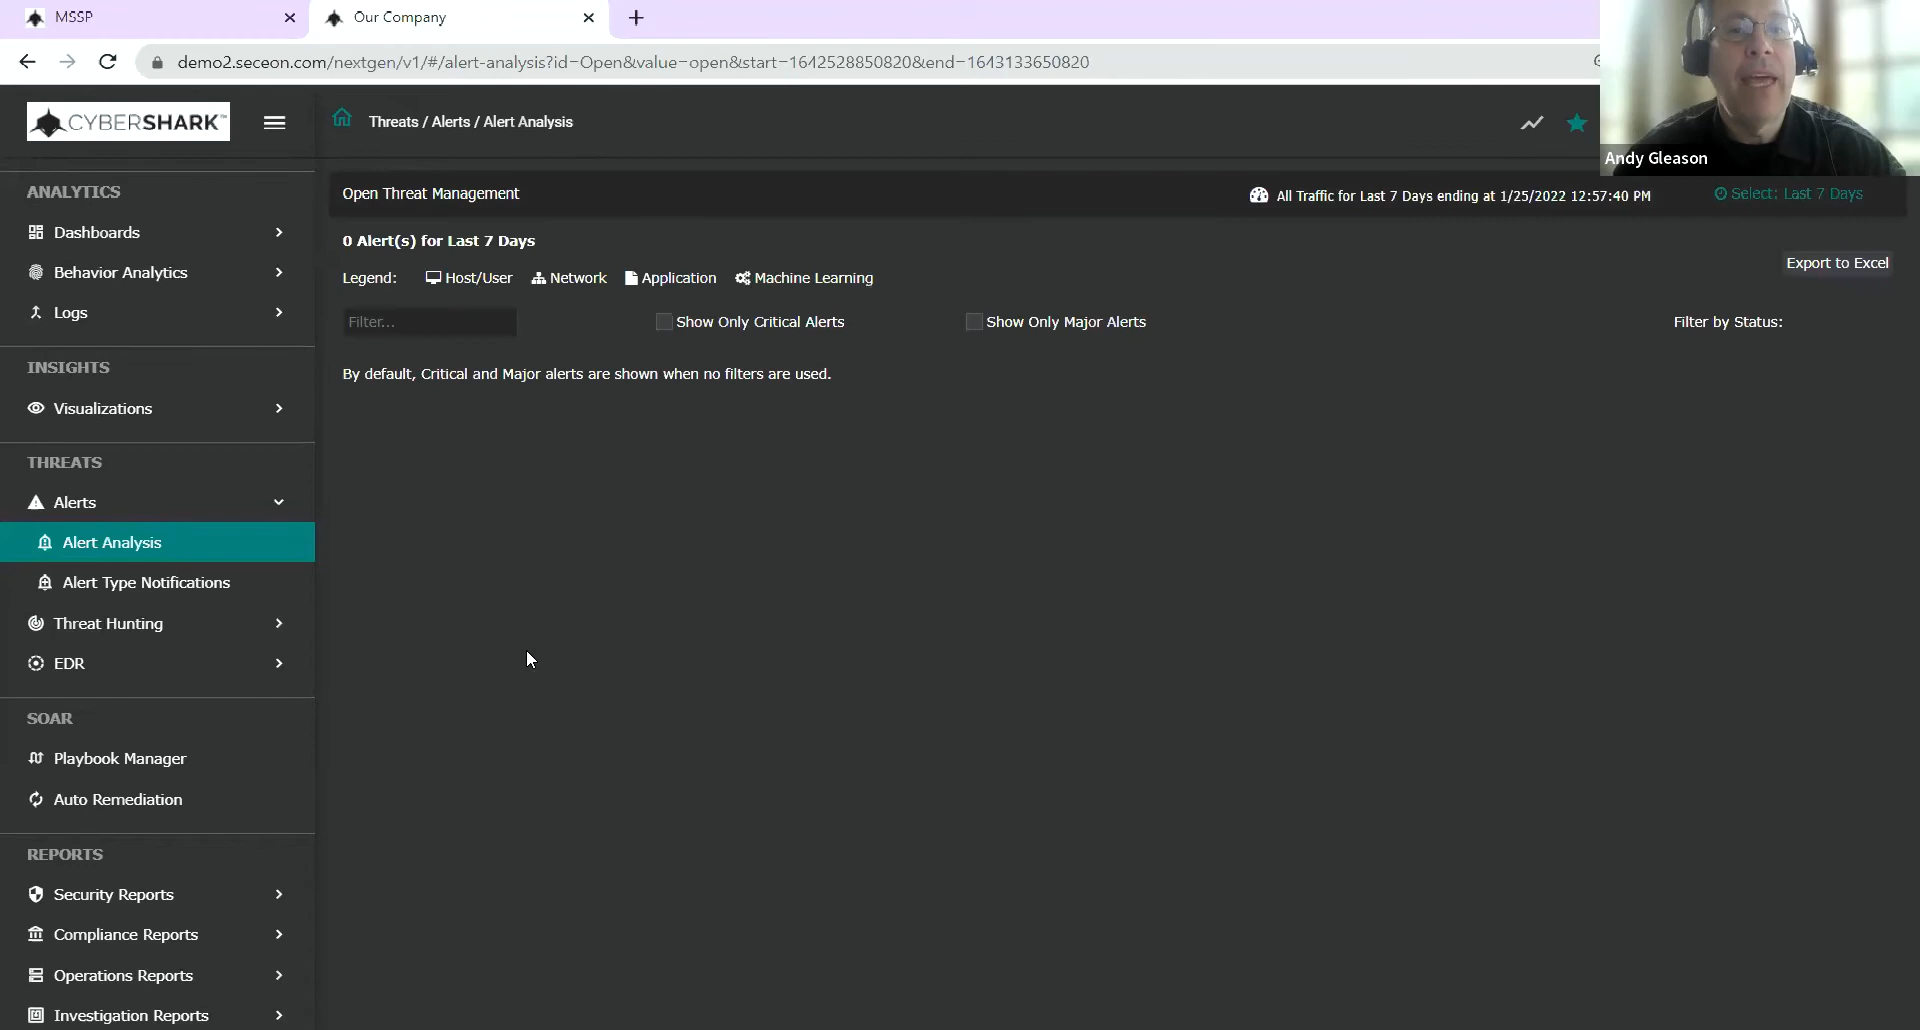 MSSP
Our Company
demo2.seceon.com/nextgen/v1/#/alert-analysis?id=Open&value=open&start=1642528850820&end=1643133650820
CYBERSHARK™
Threats / Alerts / Alert Analysis
Andy Gleason
ANALYTICS
Dashboards
Behavior Analytics
Logs
INSIGHTS
Visualizations
THREATS
Alerts
Alert Analysis
Alert Type Notifications
Threat Hunting
EDR
SOAR
Playbook Manager
Auto Remediation
REPORTS
Security Reports
Compliance Reports
Operations Reports
Investigation Reports
Open Threat Management
All Traffic for Last 7 Days ending at 1/25/2022 12:57:40 PM
Select: Last 7 Days
0 Alert(s) for Last 7 Days
Export to Excel
Legend: Host/User Network Application Machine Learning
Filter... Show Only Critical Alerts Show Only Major Alerts Filter by Status:
By default, Critical and Major alerts are shown when no filters are used.